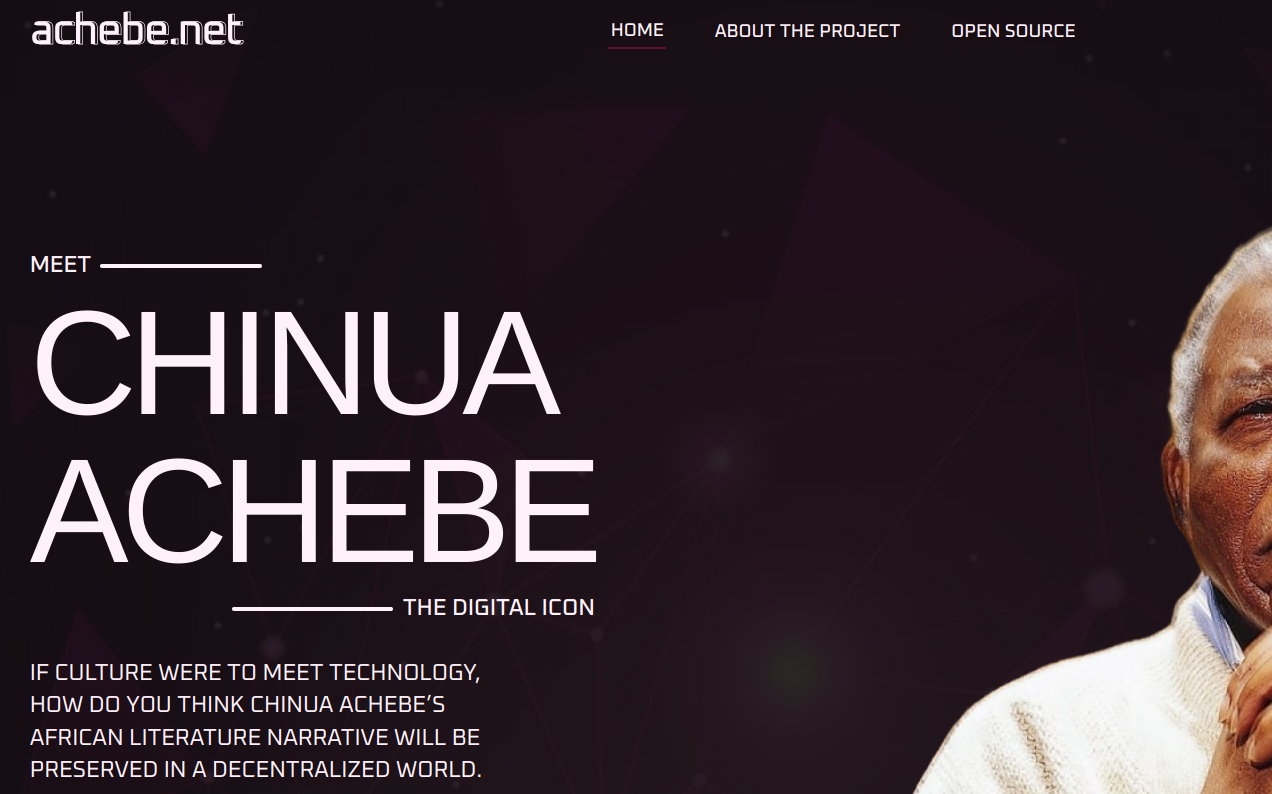 achebe.net
HOME
ABOUT THE PROJECT
OPEN SOURCE
MEET
CHINUA
ACHEBE
THE DIGITAL ICON
IF CULTURE WERE TO MEET TECHNOLOGY,
HOW DO YOU THINK CHINUA ACHEBE’S
AFRICAN LITERATURE NARRATIVE WILL BE
PRESERVED IN A DECENTRALIZED WORLD.